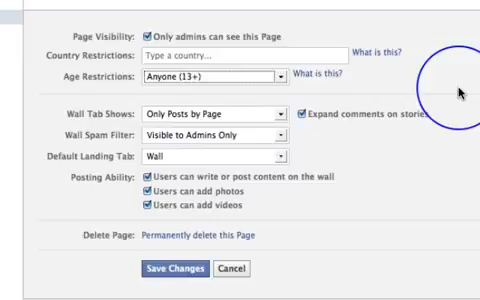 Page Visibility: Only admins can see this Page
Country Restrictions: Type a country... What is this?
Age Restrictions: Anyone (13+) What is this?
Wall Tab Shows: Only Posts by Page Expand comments on stories
Wall Spam Filter: Visible to Admins Only
Default Landing Tab: Wall
Posting Ability: Users can write or post content on the wall
Users can add photos
Users can add videos
Delete Page: Permanently delete this Page
Save Changes Cancel